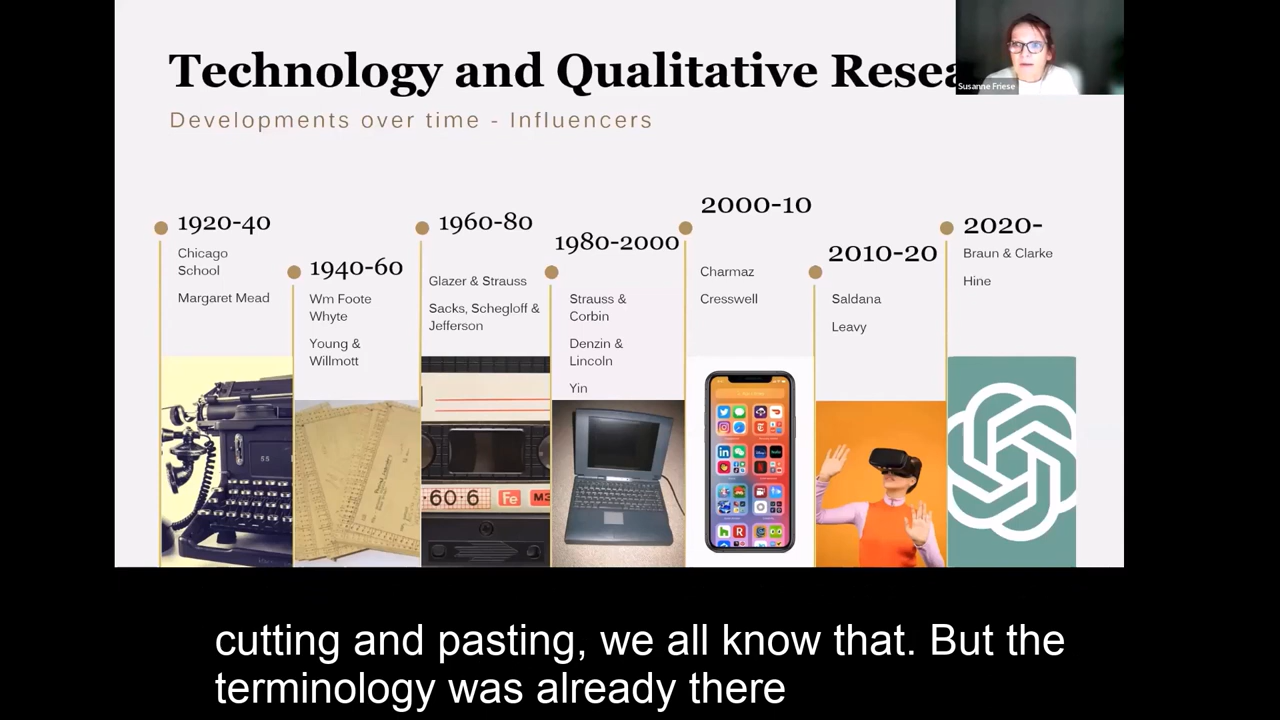 Technology and Qualitative Resea
Susanne Friese
Developments over time - Influencers
1920-40
Chicago
School
Margaret Mead
1940-60
Wm Foote
Whyte
Young &
Willmott
1960-80
Glazer & Strauss
Sacks, Schegloff &
Jefferson
1980-2000
Strauss &
Corbin
Denzin &
Lincoln
Yin
2000-10
Charmaz
Cresswell
2010-20
Saldana
Leavy
2020-
Braun & Clarke
Hine
55
60 6
Fe
cutting and pasting, we all know that. But the
terminology was already there